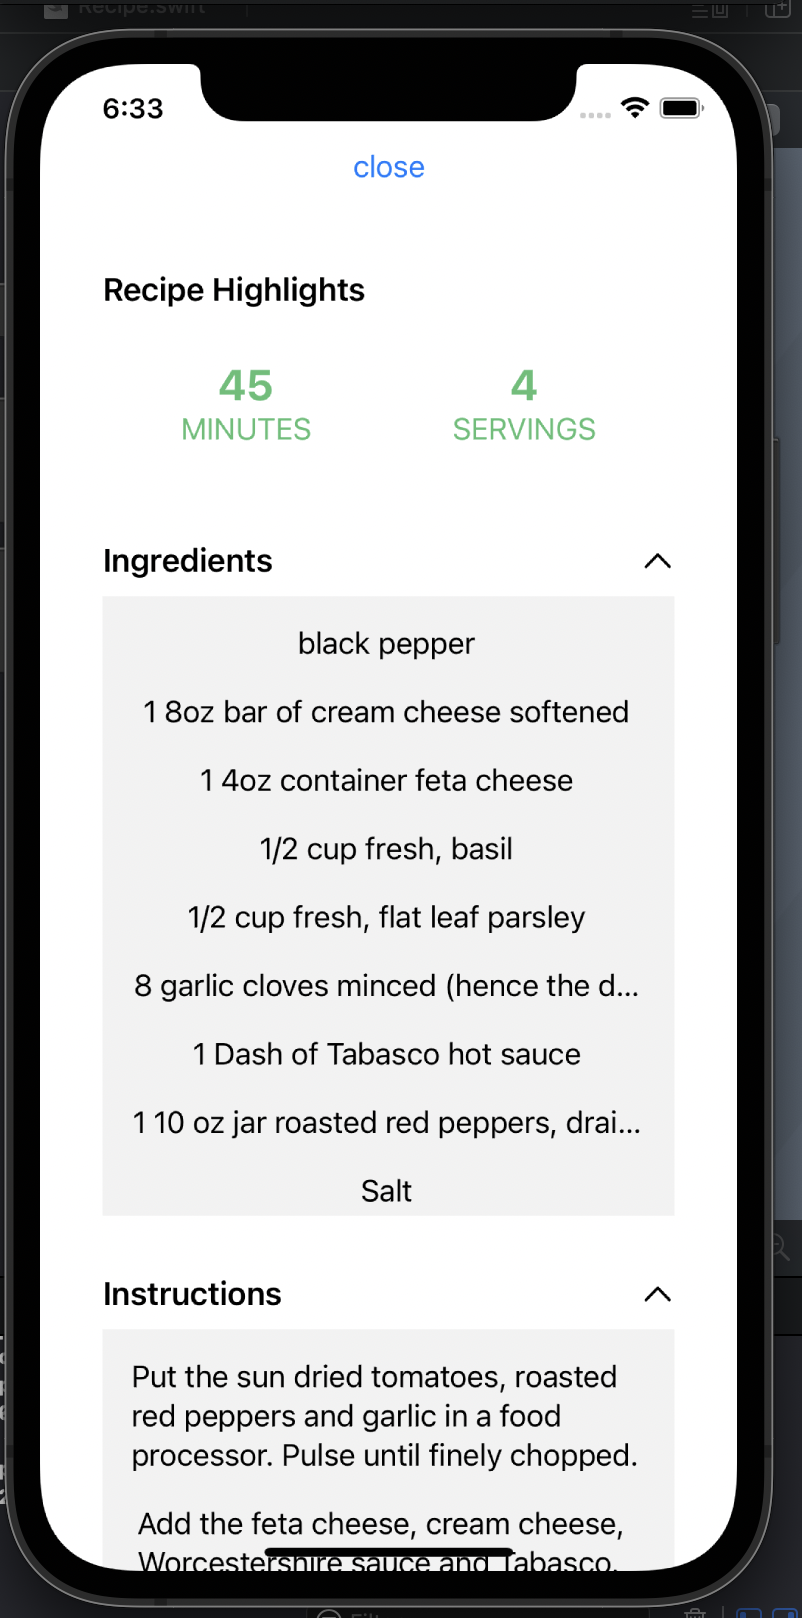 Recipe.swift
6:33
close
Recipe Highlights
45
MINUTES
4
SERVINGS
Ingredients
black pepper
1 8oz bar of cream cheese softened
1 4oz container feta cheese
1/2 cup fresh, basil
1/2 cup fresh, flat leaf parsley
8 garlic cloves minced (hence the d...
1 Dash of Tabasco hot sauce
1 10 oz jar roasted red peppers, drai...
Salt
Instructions
Put the sun dried tomatoes, roasted
red peppers and garlic in a food
processor. Pulse until finely chopped.
Add the feta cheese, cream cheese,
Worcestershire sauce and Tabasco.